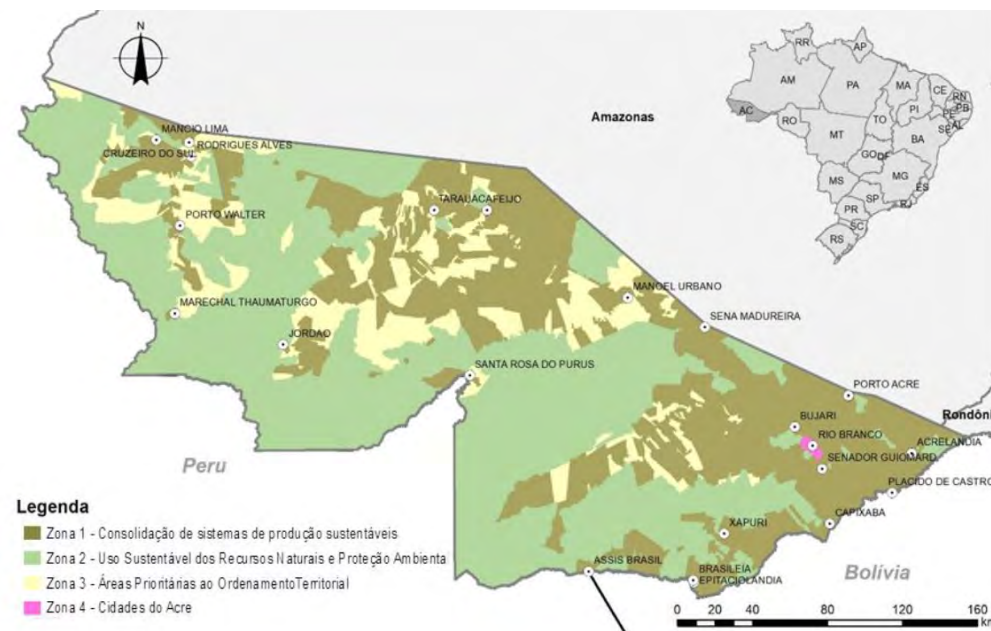 N
Amazonas
MANCIO LIMA
RODRIGUES ALVES
CRUZEIRO DO SUL
PORTO WALTER
TARAUACA
FEIJO
MARECHAL THAUMATURGO
JORDAO
MANOEL URBANO
SENA MADUREIRA
SANTA ROSA DO PURUS
PORTO ACRE
BUJARI
RIO BRANCO
SENADOR GUIOMARD
ACRELANDIA
PLACIDO DE CASTRO
CAPIXABA
XAPURI
ASSIS BRASIL
BRASILEIA
EPITACIOLANDIA
Rondôni
Peru
Bolívia
RR
AP
AM
PA
MA
CE
RN
PB
PE
AL
SE
PI
AC
RO
TO
BA
MT
GO
DF
MG
ES
MS
SP
RJ
PR
SC
RS
Legenda
Zona 1 - Consolidação de sistemas de produção sustentáveis
Zona 2 - Uso Sustentável dos Recursos Naturais e Proteção Ambienta
Zona 3 - Áreas Prioritárias ao OrdenamentoTerritorial
Zona 4 - Cidades do Acre
0 20 40 80 120 160
km